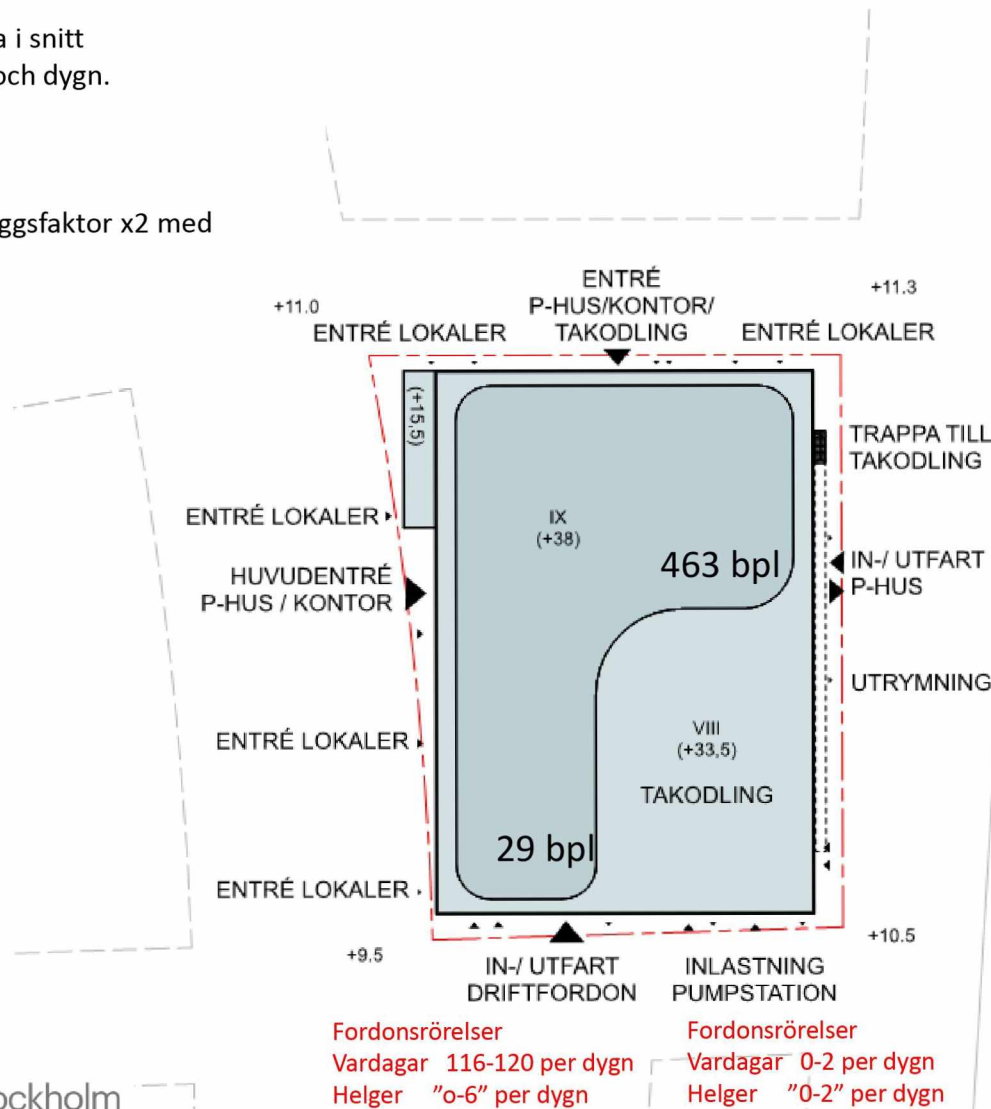 a i snitt
och dygn.
ggsfaktor x2 med
ENTRÉ
P-HUS/KONTOR/
TAKODLING
+11.3
+11.0
ENTRÉ LOKALER
ENTRÉ LOKALER
(+15,5)
TRAPPA TILL
TAKODLING
ENTRÉ LOKALER
IX
(+38)
463 bpl
IN-/ UTFART
P-HUS
HUVUDENTRÉ
P-HUS / KONTOR
UTRYMNING
ENTRÉ LOKALER
VIII
(+33,5)
TAKODLING
29 bpl
ENTRÉ LOKALER
+9.5
+10.5
IN-/ UTFART
DRIFTFORDON
INLASTNING
PUMPSTATION
Fordonsrörelser
Vardagar 116-120 per dygn
Helger ”o-6” per dygn
Fordonsrörelser
Vardagar 0-2 per dygn
Helger ”0-2” per dygn
ockholm